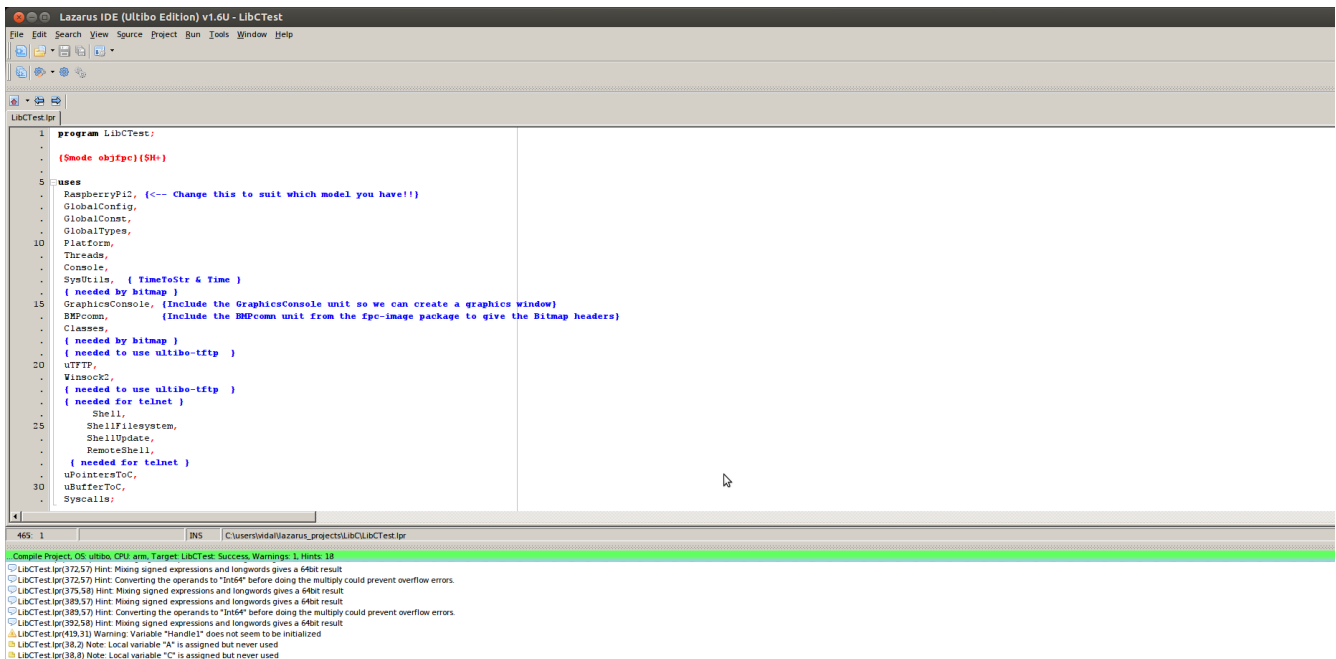 Lazarus IDE (Ultibo Edition) v1.6U - LibCTest
File Edit Search View Source Project Run Tools Window Help
LibCTest.lpr
1 program LibCTest;
.
. {$mode objfpc}{$H+}
.
5 uses
. RaspberryPi2, {<-- Change this to suit which model you have!!}
. GlobalConfig,
. GlobalConst,
. GlobalTypes,
10 Platform,
. Threads,
. Console,
. SysUtils, { TimeToStr & Time }
. { needed by bitmap }
15 GraphicsConsole, {Include the GraphicsConsole unit so we can create a graphics window}
. BMPcomn, {Include the BMPcomn unit from the fpc-image package to give the Bitmap headers}
. Classes,
. { needed by bitmap }
. { needed to use ultibo-tftp }
20 uTFTP,
. Winsock2,
. { needed to use ultibo-tftp }
. { needed for telnet }
. Shell,
25 ShellFilesystem,
. ShellUpdate,
. RemoteShell,
. { needed for telnet }
. uPointersToC,
30 uBufferToC,
. Syscalls;
465: 1 INS C:\users\vidal\lazarus_projects\LibC\LibCTest.lpr
Compile Project, OS: ultibo, CPU: arm, Target: LibCTest: Success, Warnings: 1, Hints: 18
LibCTest.lpr(372,57) Hint: Mixing signed expressions and longwords gives a 64bit result
LibCTest.lpr(372,57) Hint: Converting the operands to "Int64" before doing the multiply could prevent overflow errors.
LibCTest.lpr(375,58) Hint: Mixing signed expressions and longwords gives a 64bit result
LibCTest.lpr(389,57) Hint: Mixing signed expressions and longwords gives a 64bit result
LibCTest.lpr(389,57) Hint: Converting the operands to "Int64" before doing the multiply could prevent overflow errors.
LibCTest.lpr(392,58) Hint: Mixing signed expressions and longwords gives a 64bit result
LibCTest.lpr(419,31) Warning: Variable "Handle1" does not seem to be initialized
LibCTest.lpr(38,2) Note: Local variable "A" is assigned but never used
LibCTest.lpr(38,8) Note: Local variable "C" is assigned but never used